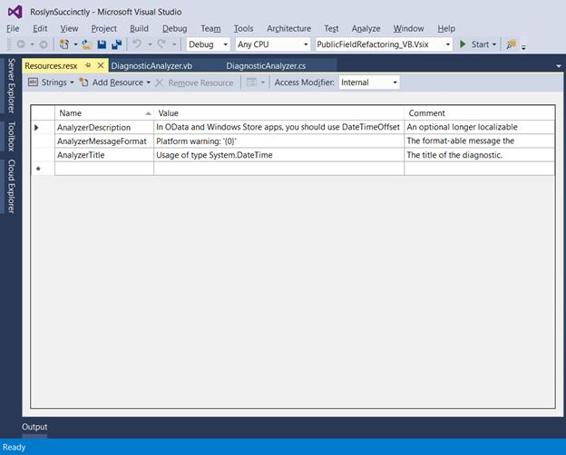 RoslynSuccinctly - Microsoft Visual Studio
File Edit View Project Build Debug Team Tools Architecture Test Analyze Window Help
Debug Any CPU PublicFieldRefactoring_VB.Vsix Start
Resources.resx DiagnosticAnalyzer.vb DiagnosticAnalyzer.cs
Strings Add Resource Remove Resource Access Modifier: Internal
Name Value Comment
AnalyzerDescription In OData and Windows Store apps, you should use DateTimeOffset An optional longer localizable
AnalyzerMessageFormat Platform warning: '{0}' The format-able message the
AnalyzerTitle Usage of type System.DateTime The title of the diagnostic.
Server Explorer
Toolbox
Cloud Explorer
Output
Ready